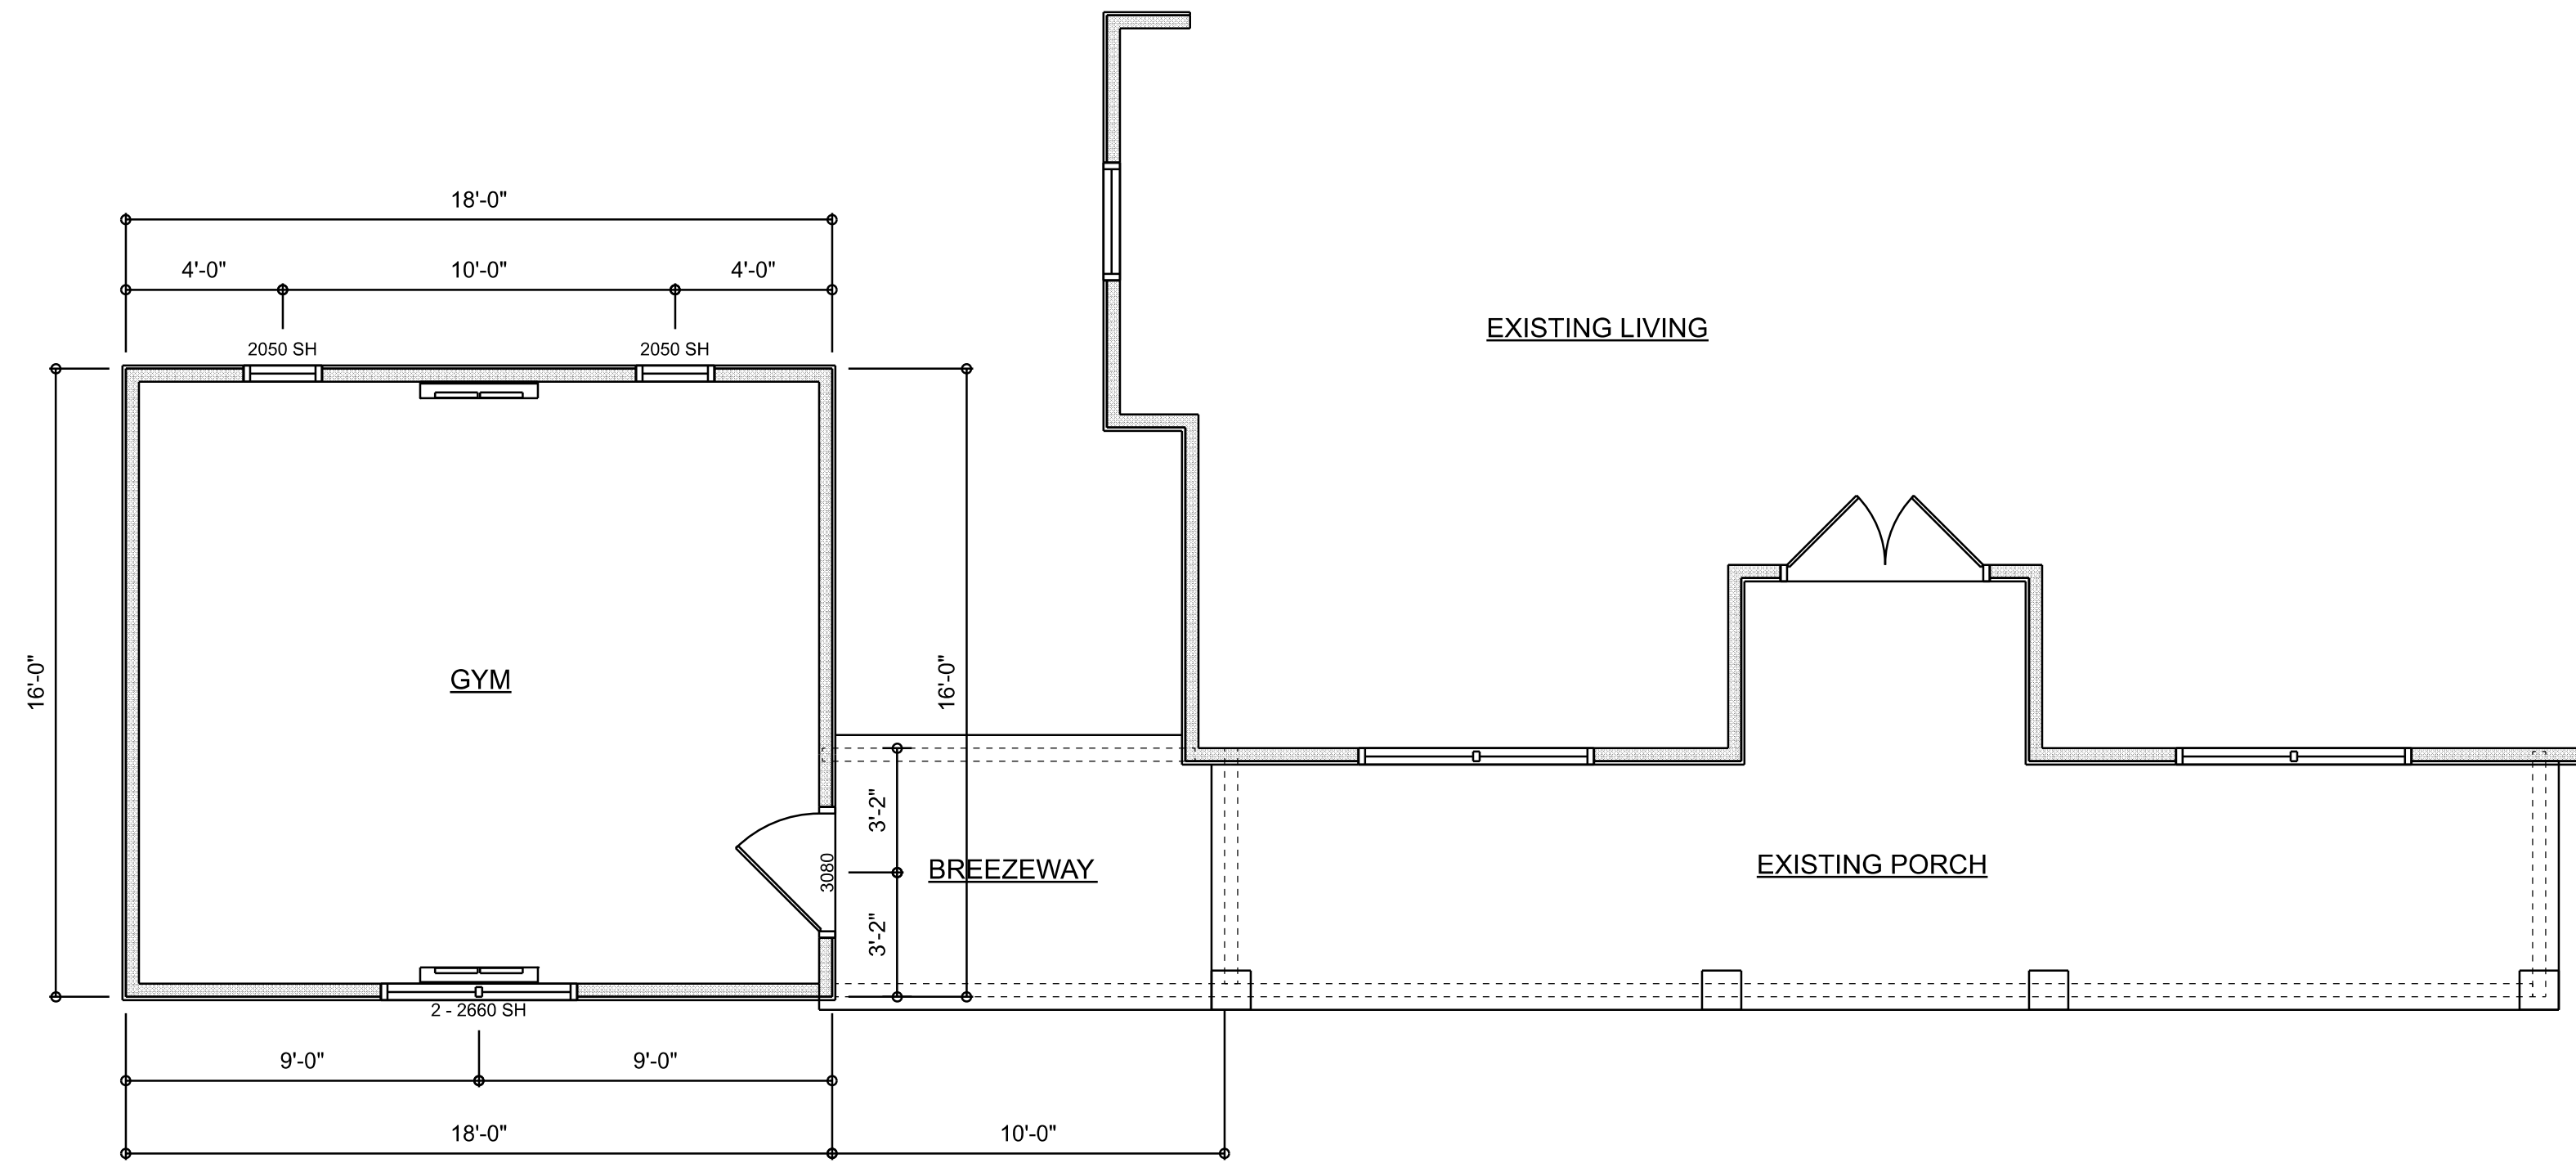 18'-0"
4'-0"
10'-0"
4'-0"
2050 SH
2050 SH
EXISTING LIVING
16'-0"
GYM
16'-0"
3'-2"
3080
BREEZEWAY
EXISTING PORCH
3'-2"
2 - 2660 SH
9'-0"
9'-0"
18'-0"
10'-0"